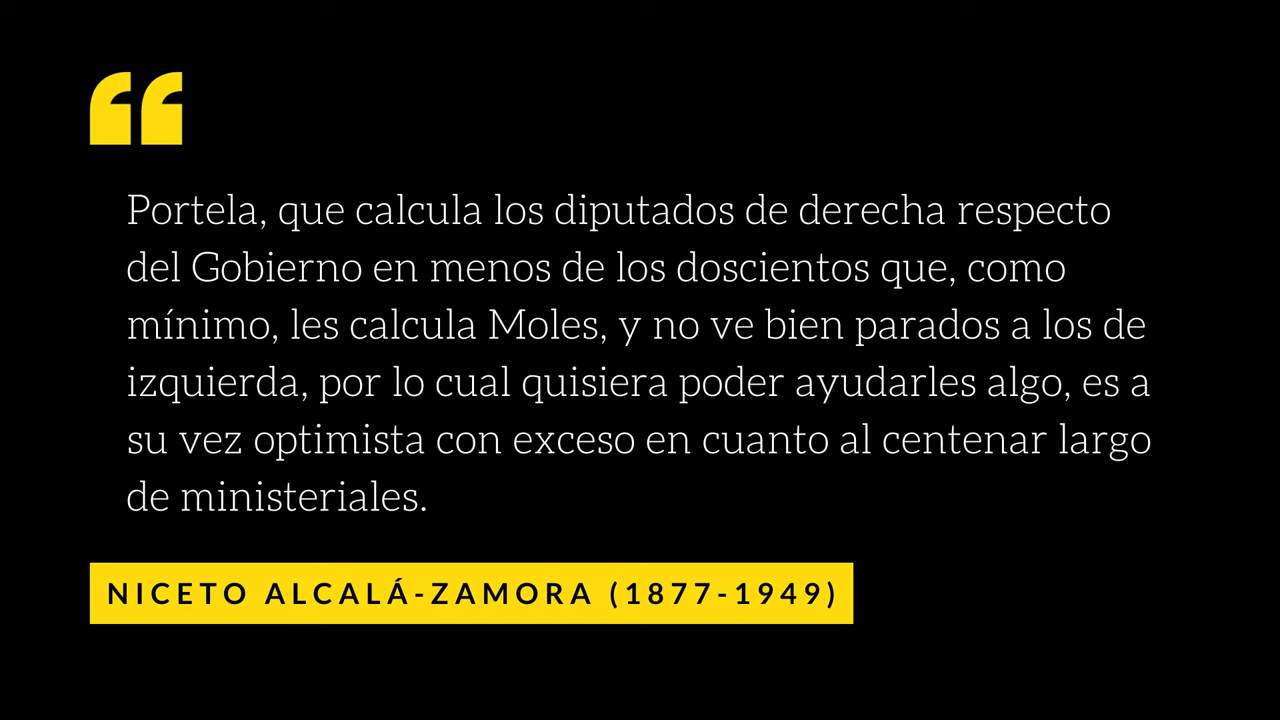 “
Portela, que calcula los diputados de derecha respecto
del Gobierno en menos de los doscientos que, como
mínimo, les calcula Moles, y no ve bien parados a los de
izquierda, por lo cual quisiera poder ayudarles algo, es a
su vez optimista con exceso en cuanto al centenar largo
de ministeriales.
NICETO ALCALÁ-ZAMORA (1877-1949)